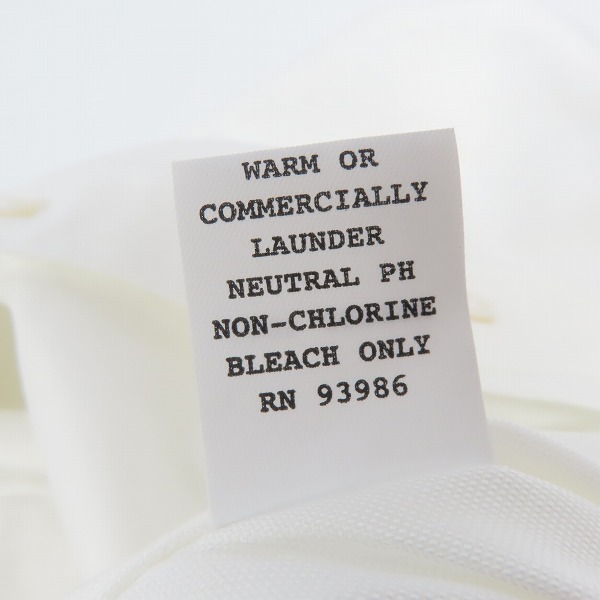 WARM OR
COMMERCIALLY
LAUNDER
NEUTRAL PH
NON-CHLORINE
BLEACH ONLY
RN 93986